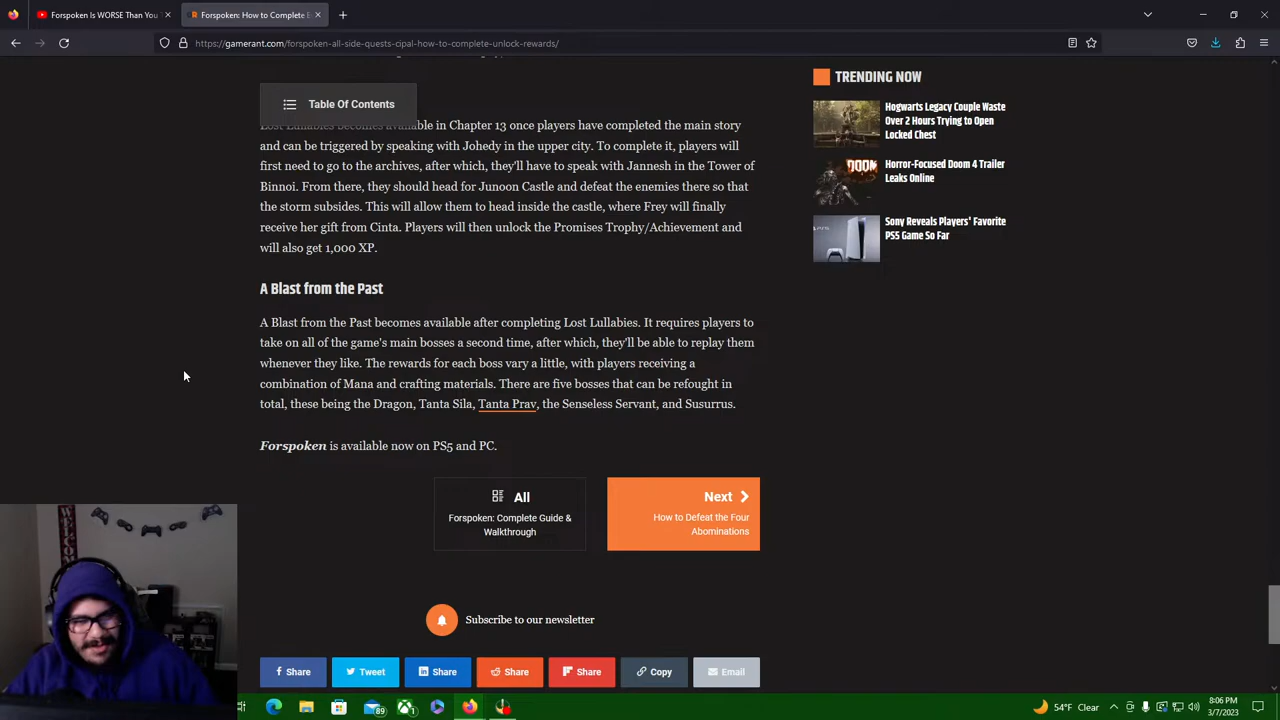 Forspoken Is WORSE Than You T
Forspoken: How to Complete E
https://gamerant.com/forspoken-all-side-quests-cipal-how-to-complete-unlock-rewards/
Table Of Contents
Lost Lullabies becomes available in Chapter 13 once players have completed the main story
and can be triggered by speaking with Johedy in the upper city. To complete it, players will
first need to go to the archives, after which, they'll have to speak with Jannesh in the Tower of
Binnoi. From there, they should head for Junoon Castle and defeat the enemies there so that
the storm subsides. This will allow them to head inside the castle, where Frey will finally
receive her gift from Cinta. Players will then unlock the Promises Trophy/Achievement and
will also get 1,000 XP.
A Blast from the Past
A Blast from the Past becomes available after completing Lost Lullabies. It requires players to
take on all of the game's main bosses a second time, after which, they'll be able to replay them
whenever they like. The rewards for each boss vary a little, with players receiving a
combination of Mana and crafting materials. There are five bosses that can be refought in
total, these being the Dragon, Tanta Sila, Tanta Prav, the Senseless Servant, and Susurrus.
Forspoken is available now on PS5 and PC.
All
Forspoken: Complete Guide &
Walkthrough
Next
How to Defeat the Four
Abominations
Subscribe to our newsletter
Share
Tweet
Share
Share
Share
Copy
Email
TRENDING NOW
Hogwarts Legacy Couple Waste
Over 2 Hours Trying to Open
Locked Chest
DOOM
Horror-Focused Doom 4 Trailer
Leaks Online
Sony Reveals Players' Favorite
PS5 Game So Far
WELCOME
89
54°F Clear
8:06 PM
3/7/2023